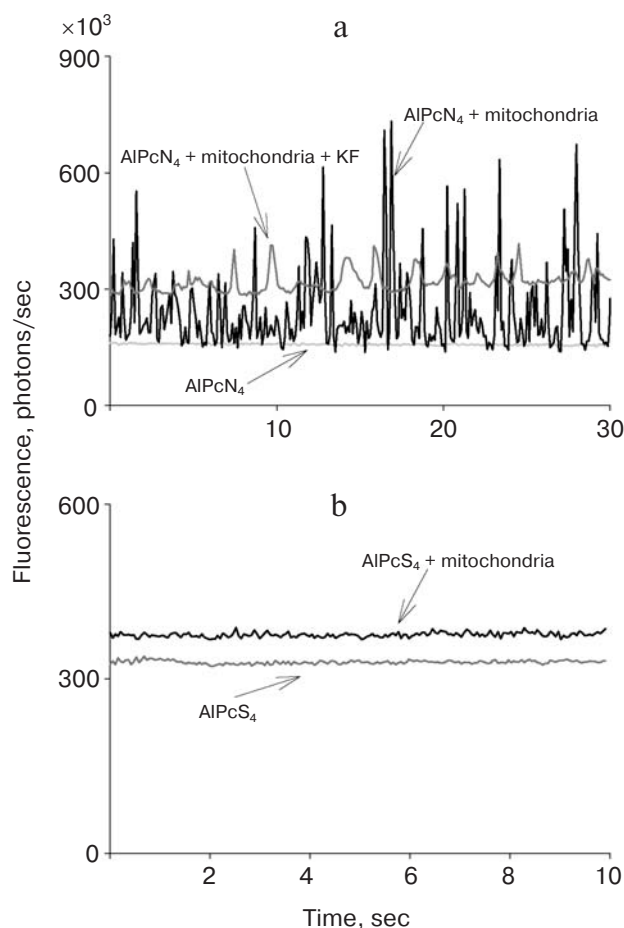 ×10³
a
900
AlPcN₄ + mitochondria
AlPcN₄ + mitochondria + KF
600
300
AlPcN₄
0
10
20
30
Fluorescence, photons/sec
b
600
AlPcS₄ + mitochondria
300
AlPcS₄
0
2
4
6
8
10
Time, sec